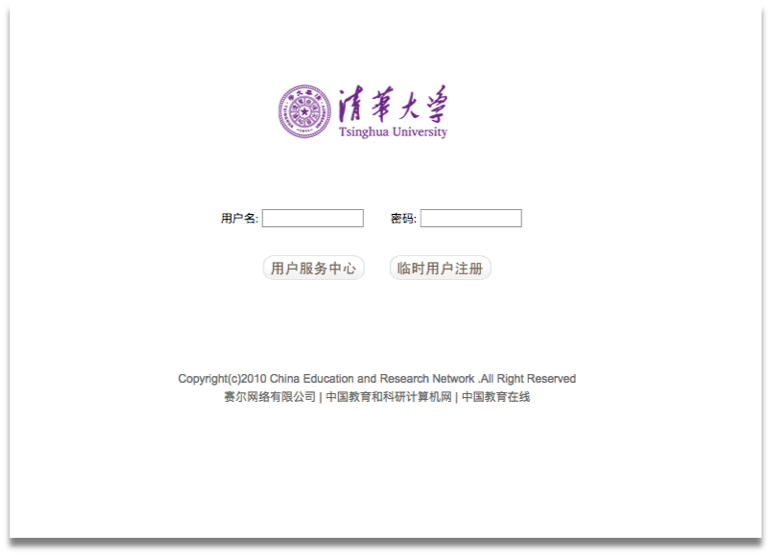 清华大学
Tsinghua University
用户名: 密码:
用户服务中心 临时用户注册
Copyright(c)2010 China Education and Research Network .All Right Reserved
赛尔网络有限公司 | 中国教育和科研计算机网 | 中国教育在线